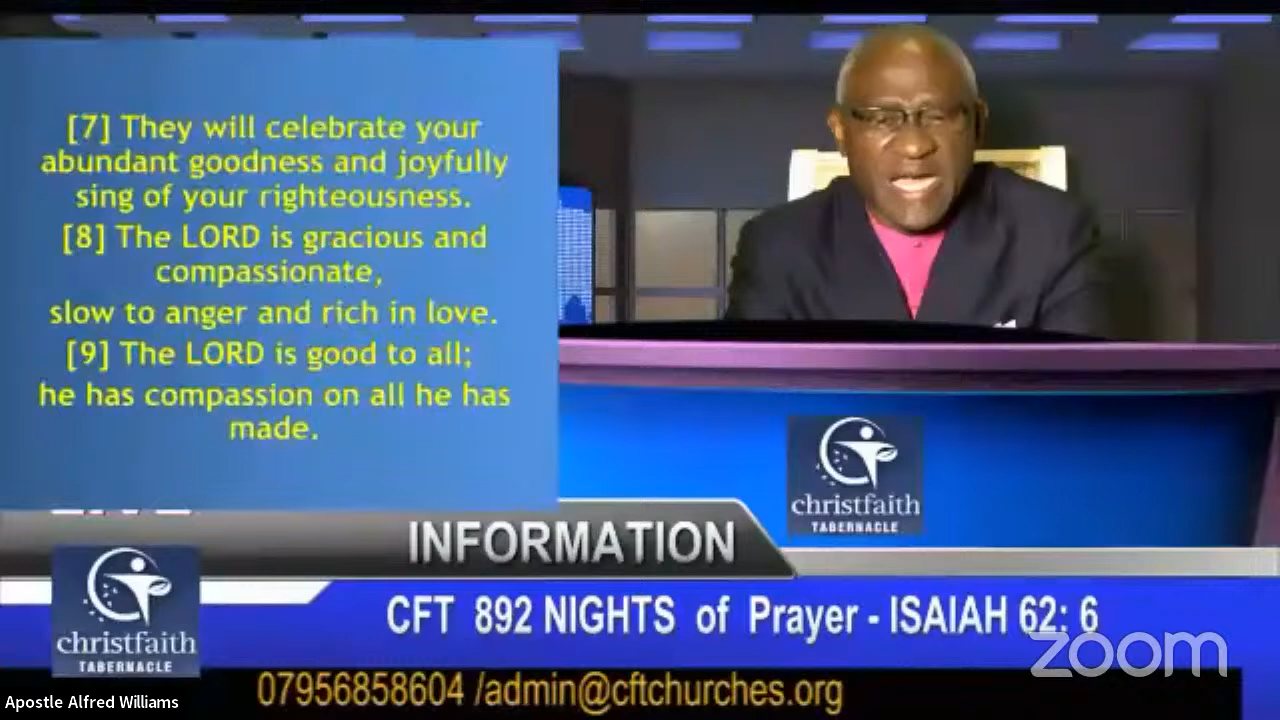 [7] They will celebrate your
abundant goodness and joyfully
sing of your righteousness.
[8] The LORD is gracious and
compassionate,
slow to anger and rich in love.
[9] The LORD is good to all;
he has compassion on all he has
made.
christfaith
TABERNACLE
INFORMATION
christfaith
TABERNACLE
CFT 892 NIGHTS of Prayer - ISAIAH 62: 6
zoom
07956858604 /admin@cftchurches.org
Apostle Alfred Williams